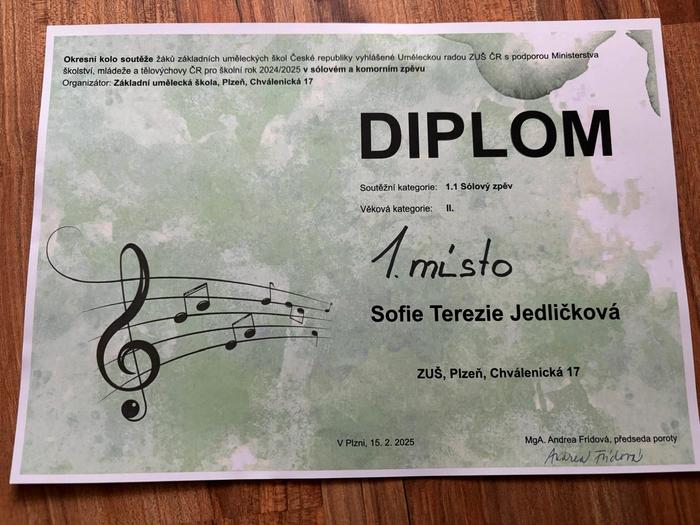 Okresní kolo soutěže žáků základních uměleckých škol České republiky vyhlášené Uměleckou radou ZUŠ ČR s podporou Ministerstva
školství, mládeže a tělovýchovy ČR pro školní rok 2024/2025 v sólovém a komorním zpěvu
Organizátor: Základní umělecká škola, Plzeň, Chválenická 17
DIPLOM
Soutěžní kategorie: 1.1 Sólový zpěv
Věková kategorie: II.
1. místo
Sofie Terezie Jedličková
ZUŠ, Plzeň, Chválenická 17
V Plzni, 15. 2. 2025
MgA. Andrea Frídová, předseda poroty
Andrea Frídová